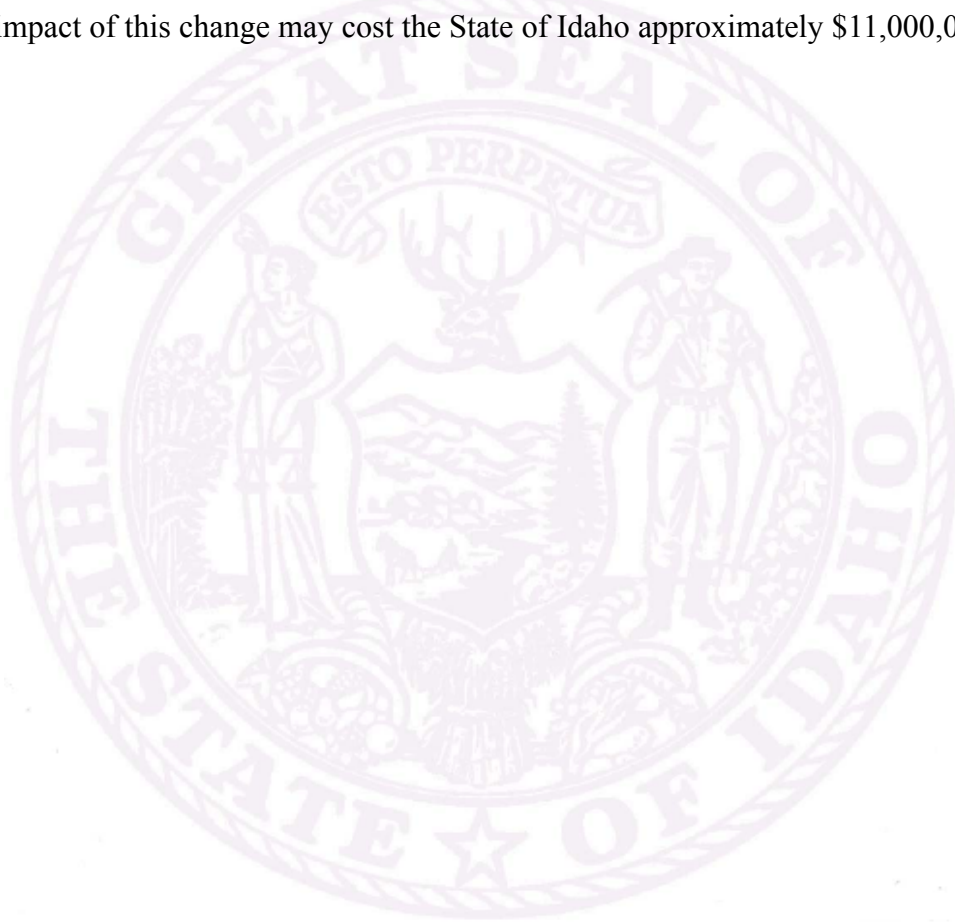 impact of this change may cost the State of Idaho approximately $11,000,0
THE GREAT SEAL OF
ESTO PERPETUA
STATE OF IDAHO